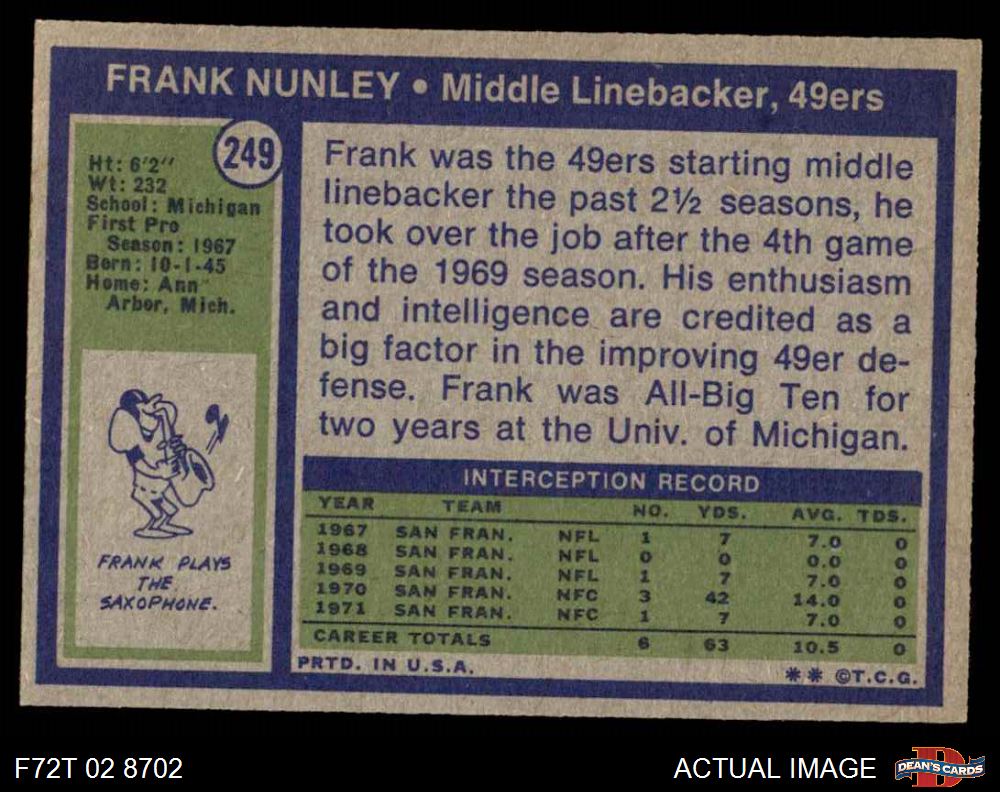 FRANK NUNLEY • Middle Linebacker, 49ers
249
Ht: 6'2"
Wt: 232
School: Michigan
First Pro
Season: 1967
Born: 10-1-45
Home: Ann
Arbor, Mich.
FRANK PLAYS
THE
SAXOPHONE.
Frank was the 49ers starting middle
linebacker the past 2½ seasons, he
took over the job after the 4th game
of the 1969 season. His enthusiasm
and intelligence are credited as a
big factor in the improving 49er de-
fense. Frank was All-Big Ten for
two years at the Univ. of Michigan.
INTERCEPTION RECORD
YEAR TEAM NO. YDS. AVG. TDS.
1967 SAN FRAN. NFL 1 7 7.0 0
1968 SAN FRAN. NFL 0 0 0.0 0
1969 SAN FRAN. NFL 1 7 7.0 0
1970 SAN FRAN. NFC 3 42 14.0 0
1971 SAN FRAN. NFC 1 7 7.0 0
CAREER TOTALS 6 63 10.5 0
PRTD. IN U.S.A. ** ©T.C.G.
F72T 02 8702
ACTUAL IMAGE
D
DEAN'S CARDS